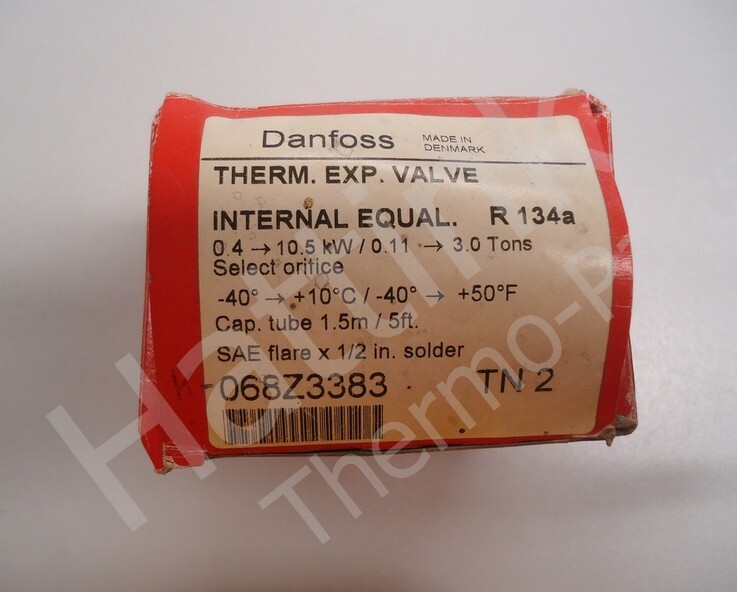 Danfoss MADE IN DENMARK
THERM. EXP. VALVE
INTERNAL EQUAL. R 134a
0.4 → 10.5 kW / 0.11 → 3.0 Tons
Select oritice
-40° → +10°C / -40° → +50°F
Cap. tube 1.5m / 5ft.
SAE flare x 1/2 in. solder
K-068Z3383 TN 2
Thermo-P